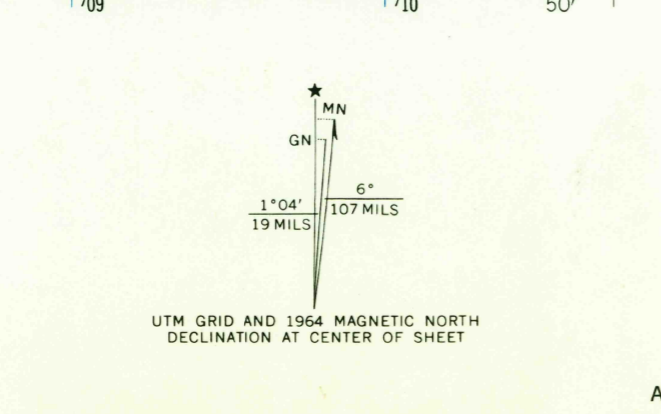 709
710
50'
MN
GN
6°
107 MILS
1°04'
19 MILS
UTM GRID AND 1964 MAGNETIC NORTH
DECLINATION AT CENTER OF SHEET
A